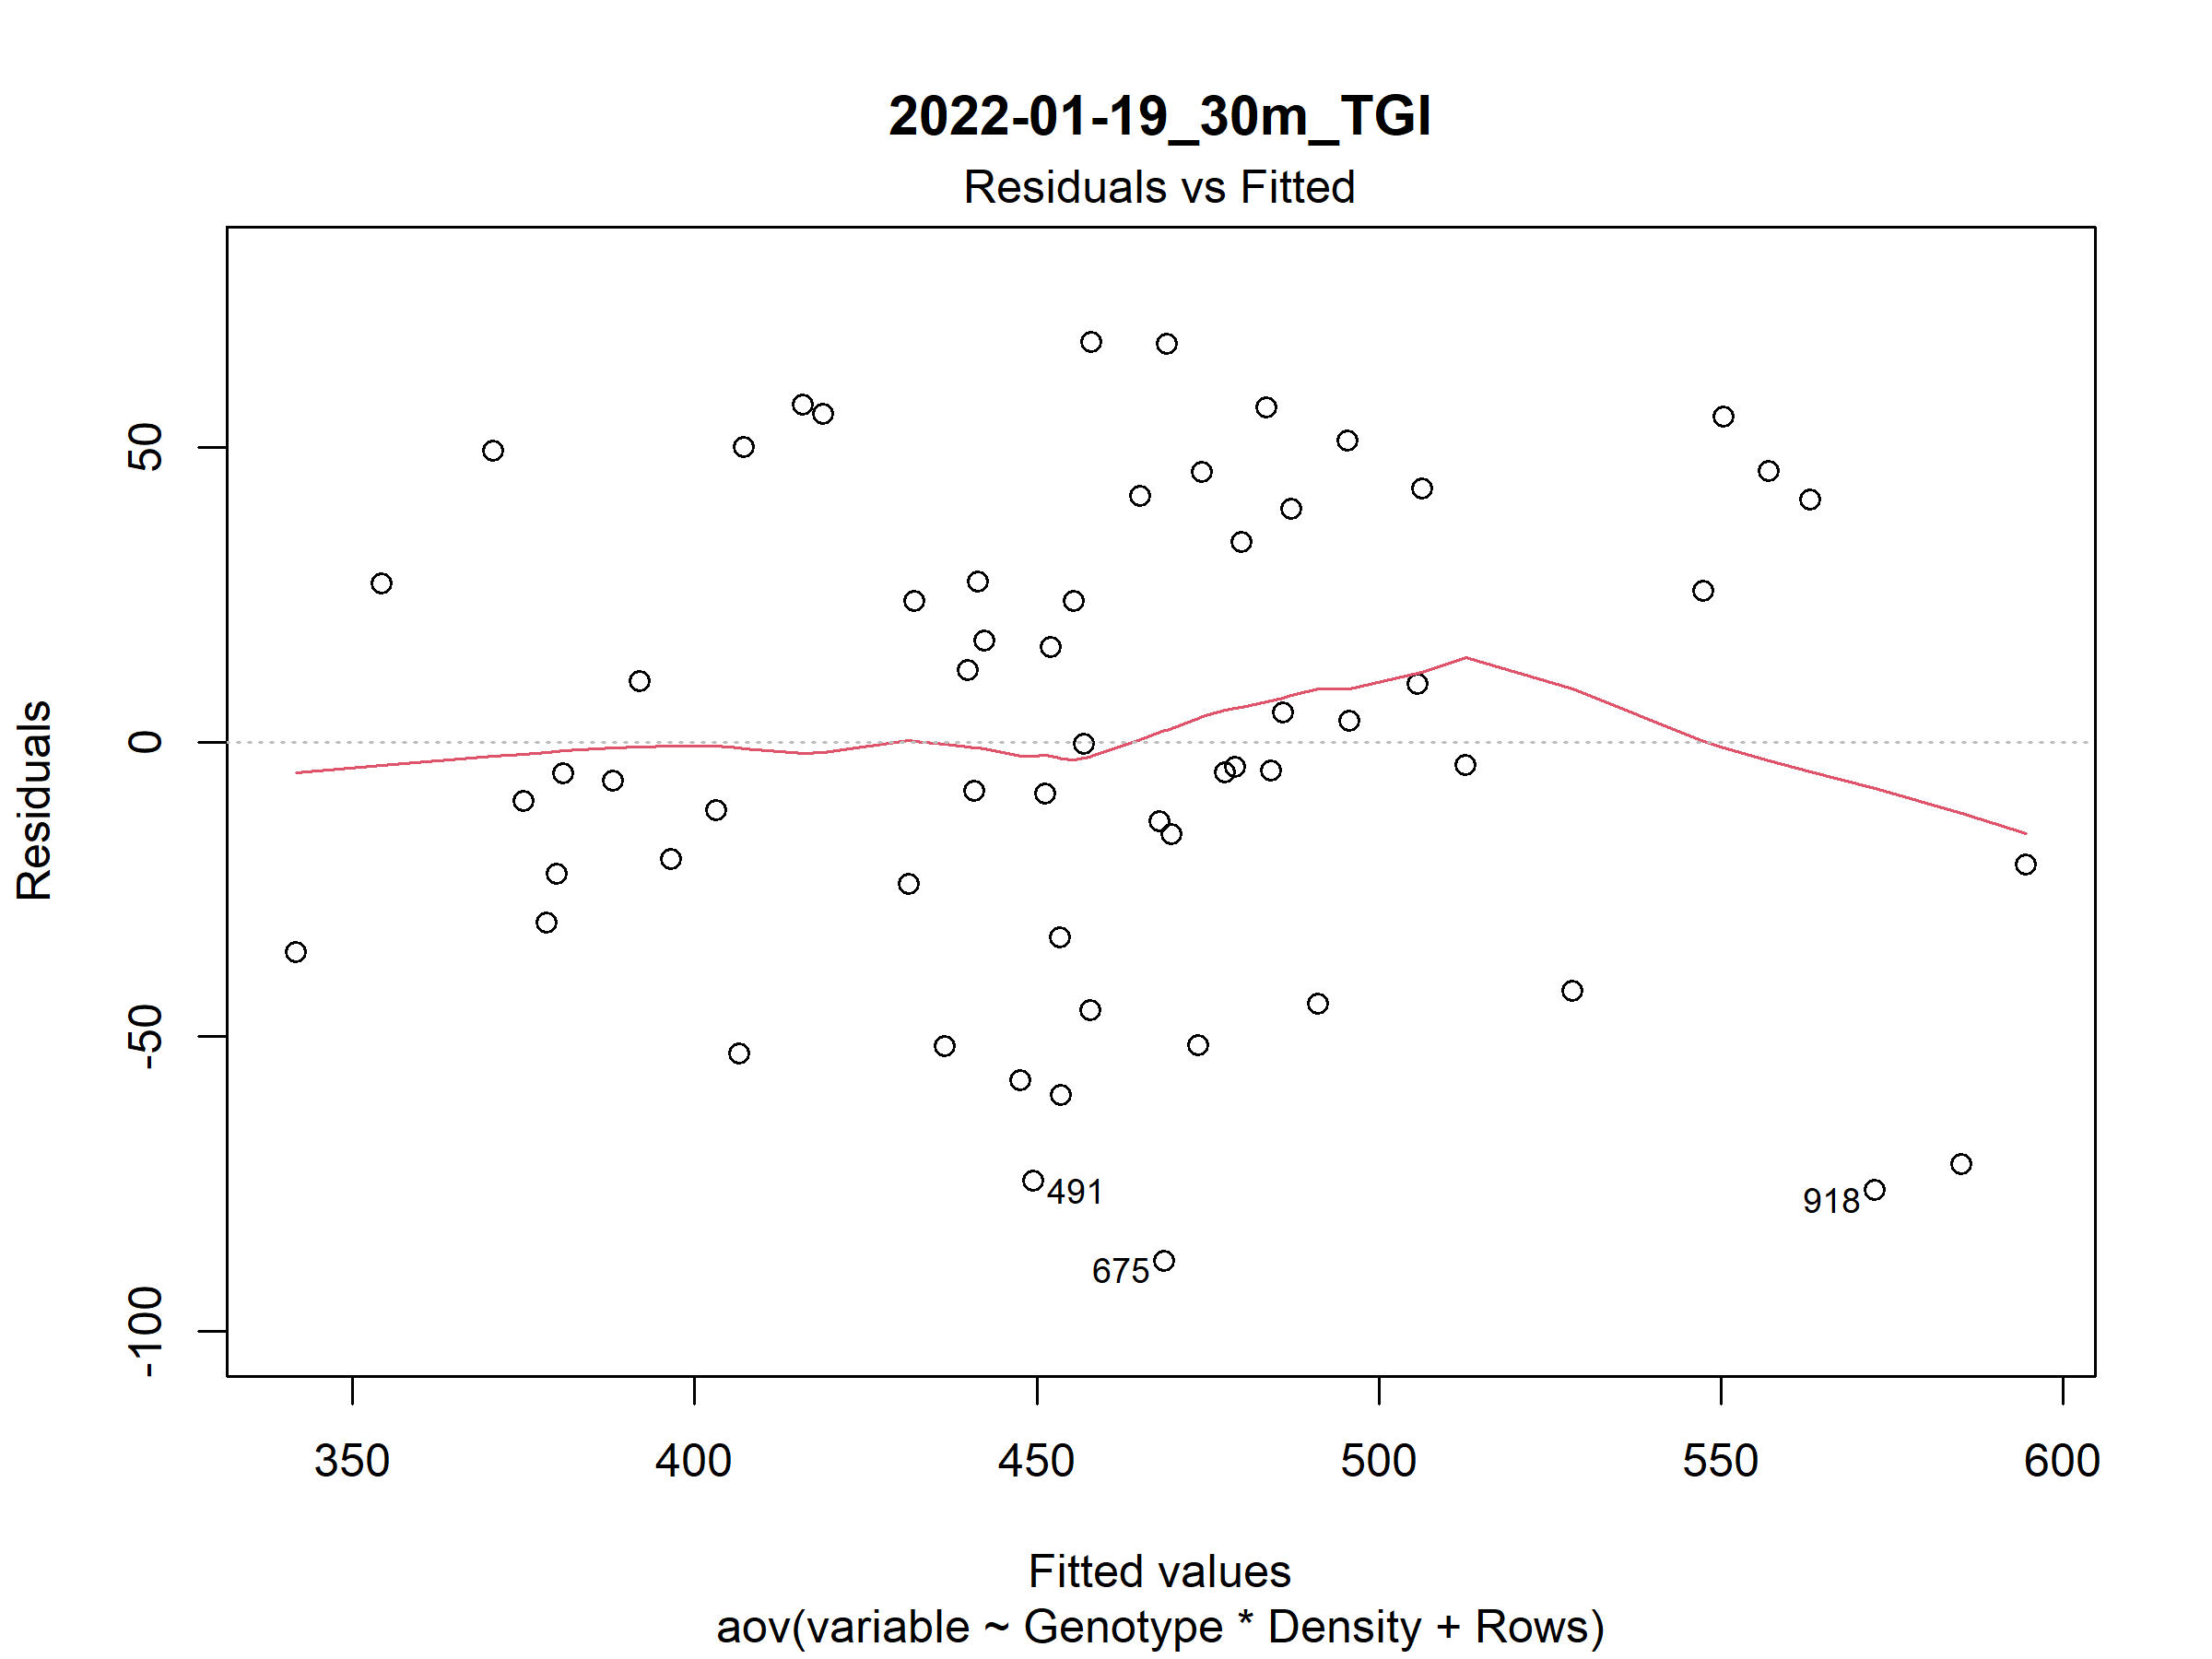 2022-01-19_30m_TGI
Residuals vs Fitted
Residuals
50
0
-50
-100
491
918
675
350 400 450 500 550 600
Fitted values
aov(variable ~ Genotype * Density + Rows)